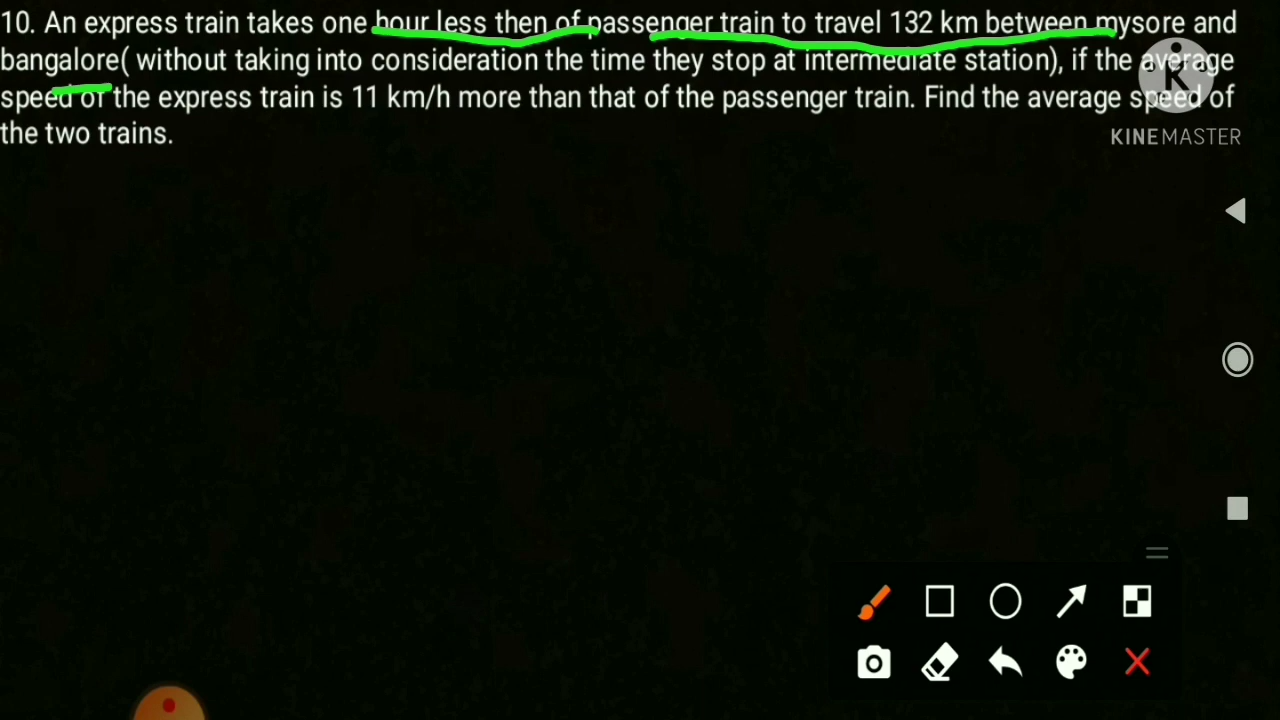 10. An express train takes one hour less then of passenger train to travel 132 km between mysore and
bangalore( without taking into consideration the time they stop at intermediate station), if the average
speed of the express train is 11 km/h more than that of the passenger train. Find the average speed of
the two trains.
K
KINEMASTER